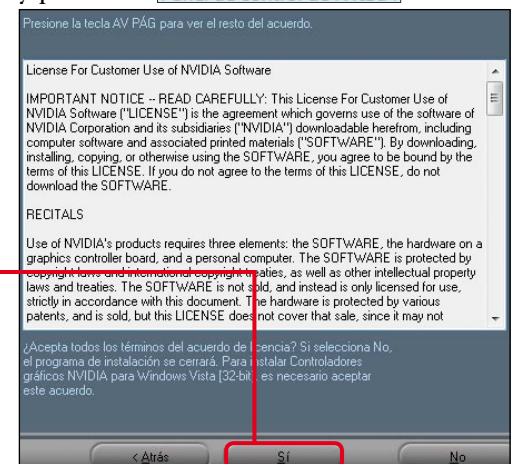 Presione la tecla AV PÁG para ver el resto del acuerdo.
License For Customer Use of NVIDIA Software
IMPORTANT NOTICE -- READ CAREFULLY: This License For Customer Use of
NVIDIA Software ("LICENSE") is the agreement which governs use of the software of
NVIDIA Corporation and its subsidiaries ("NVIDIA") downloadable herefrom, including
computer software and associated printed materials ("SOFTWARE"). By downloading,
installing, copying, or otherwise using the SOFTWARE, you agree to be bound by the
terms of this LICENSE. If you do not agree to the terms of this LICENSE, do not
download the SOFTWARE.
RECITALS
Use of NVIDIA's products requires three elements: the SOFTWARE, the hardware on a
graphics controller board, and a personal computer. The SOFTWARE is protected by
copyright laws and international copyright treaties, as well as other intellectual property
laws and treaties. The SOFTWARE is not sold, and instead is only licensed for use,
strictly in accordance with this document. The hardware is protected by various
patents, and is sold, but this LICENSE does not cover that sale, since it may not
¿Acepta todos los términos del acuerdo de licencia? Si selecciona No,
el programa de instalación se cerrará. Para instalar Controladores
gráficos NVIDIA para Windows Vista [32-bit], es necesario aceptar
este acuerdo.
< Atrás Sí No